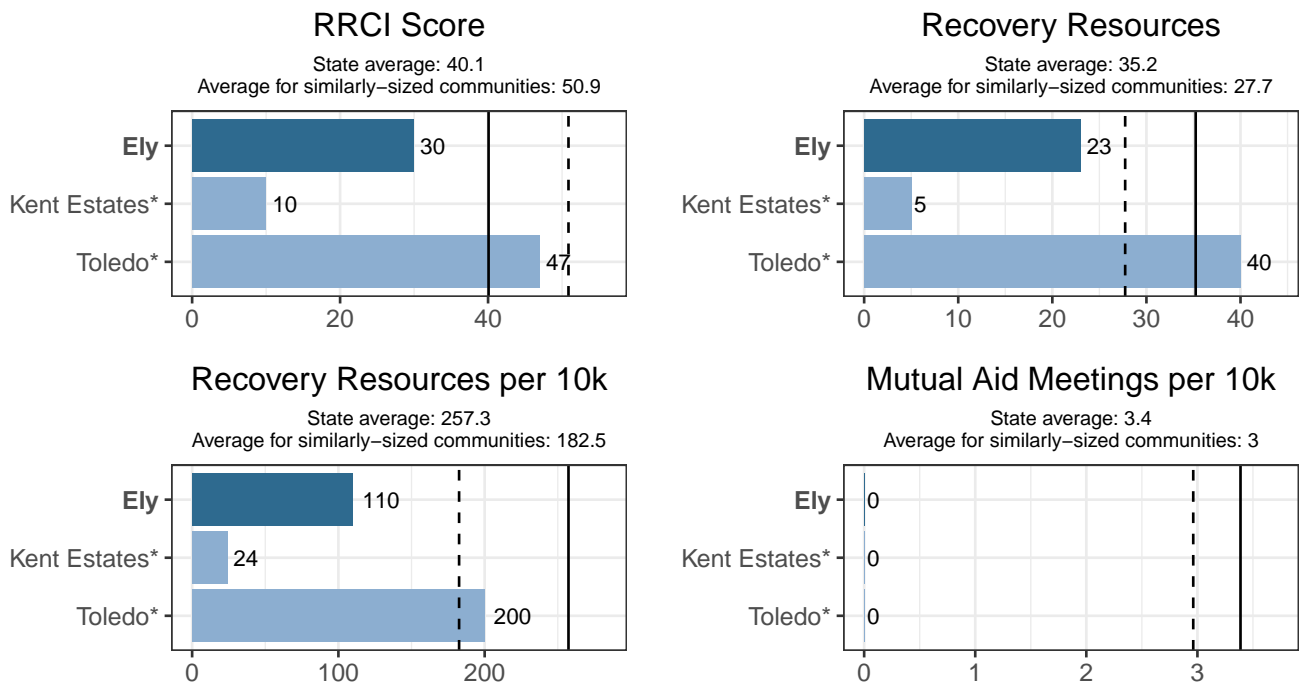 RRCI Score
State average: 40.1
Average for similarly−sized communities: 50.9
Ely
30
Kent Estates*
10
Toledo*
47
0 20 40
Recovery Resources
State average: 35.2
Average for similarly−sized communities: 27.7
Ely
23
Kent Estates*
5
Toledo*
40
0 10 20 30 40
Recovery Resources per 10k
State average: 257.3
Average for similarly−sized communities: 182.5
Ely
110
Kent Estates*
24
Toledo*
200
0 100 200
Mutual Aid Meetings per 10k
State average: 3.4
Average for similarly−sized communities: 3
Ely
0
Kent Estates*
0
Toledo*
0
0 1 2 3